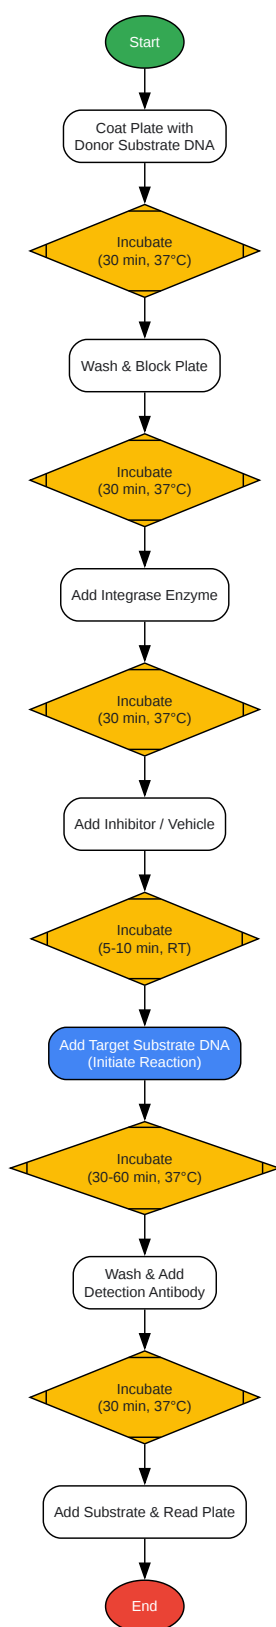 Start
Coat Plate with
Donor Substrate DNA
Incubate
(30 min, 37°C)
Wash & Block Plate
Incubate
(30 min, 37°C)
Add Integrase Enzyme
Incubate
(30 min, 37°C)
Add Inhibitor / Vehicle
Incubate
(5-10 min, RT)
Add Target Substrate DNA
(Initiate Reaction)
Incubate
(30-60 min, 37°C)
Wash & Add
Detection Antibody
Incubate
(30 min, 37°C)
Add Substrate & Read Plate
End